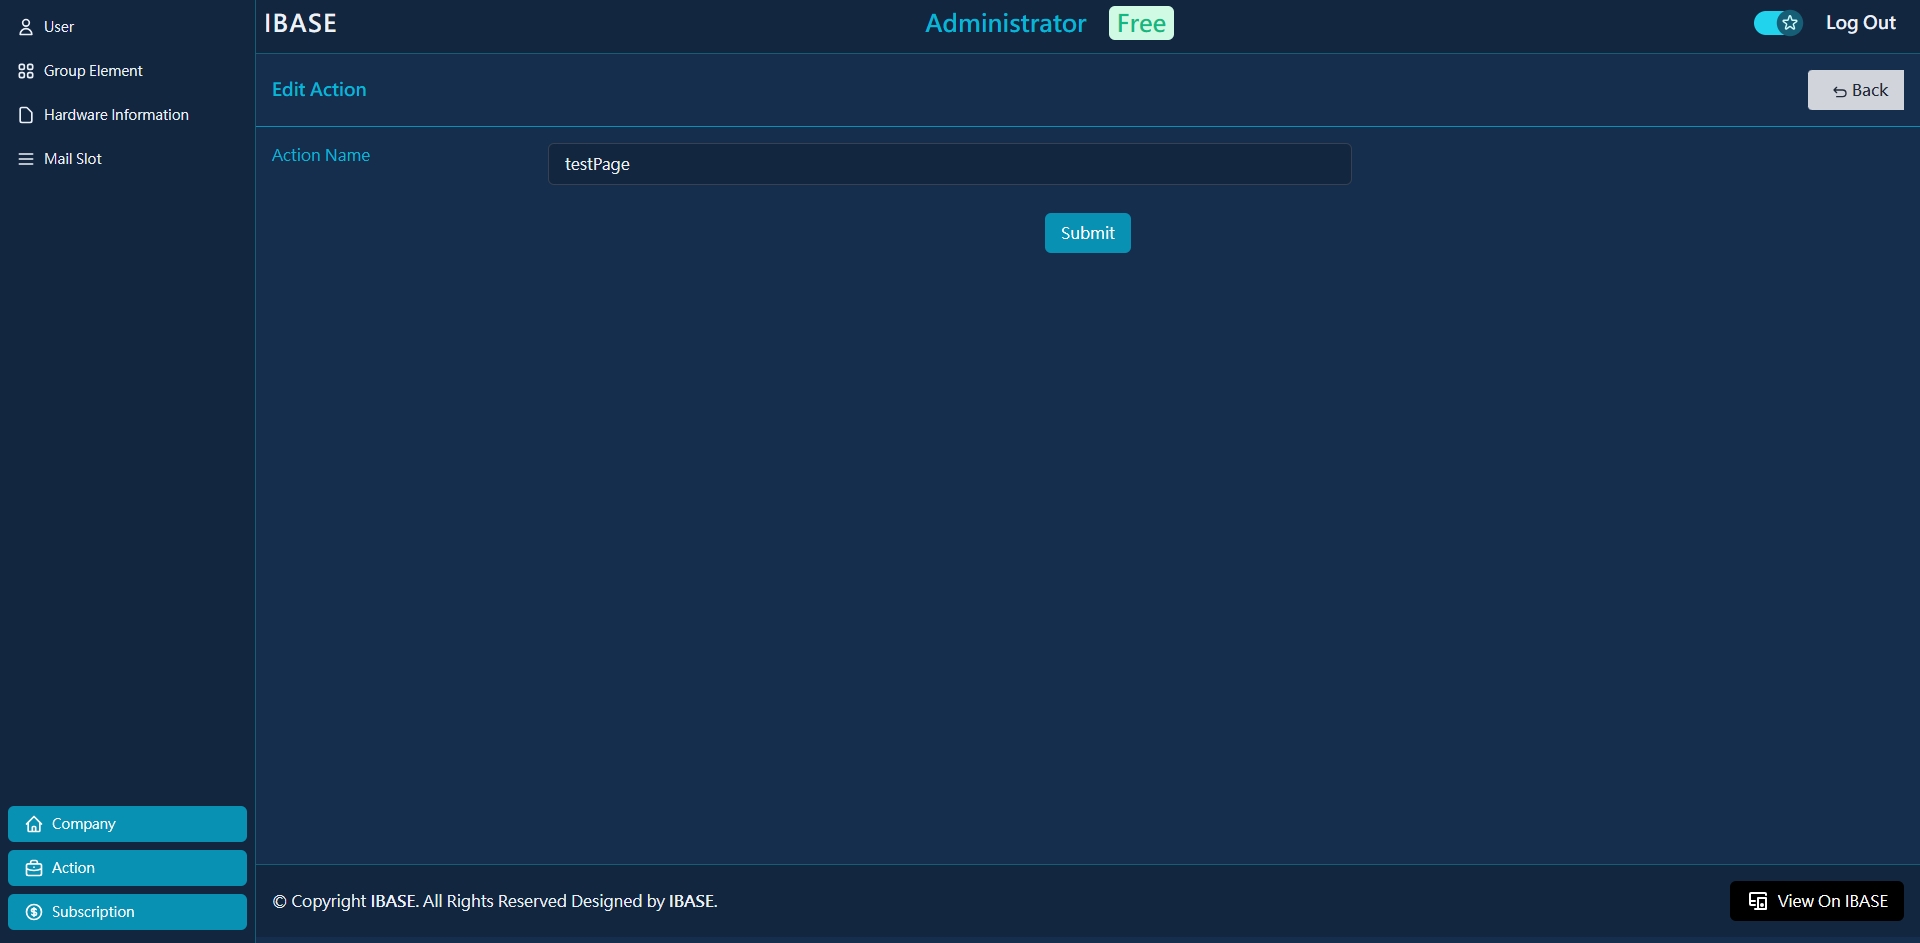 User
Group Element
Hardware Information
Mail Slot
Company
Action
Subscription
IBASE
Administrator Free
Log Out
Edit Action
Back
Action Name
testPage
Submit
© Copyright IBASE. All Rights Reserved Designed by IBASE.
View On IBASE